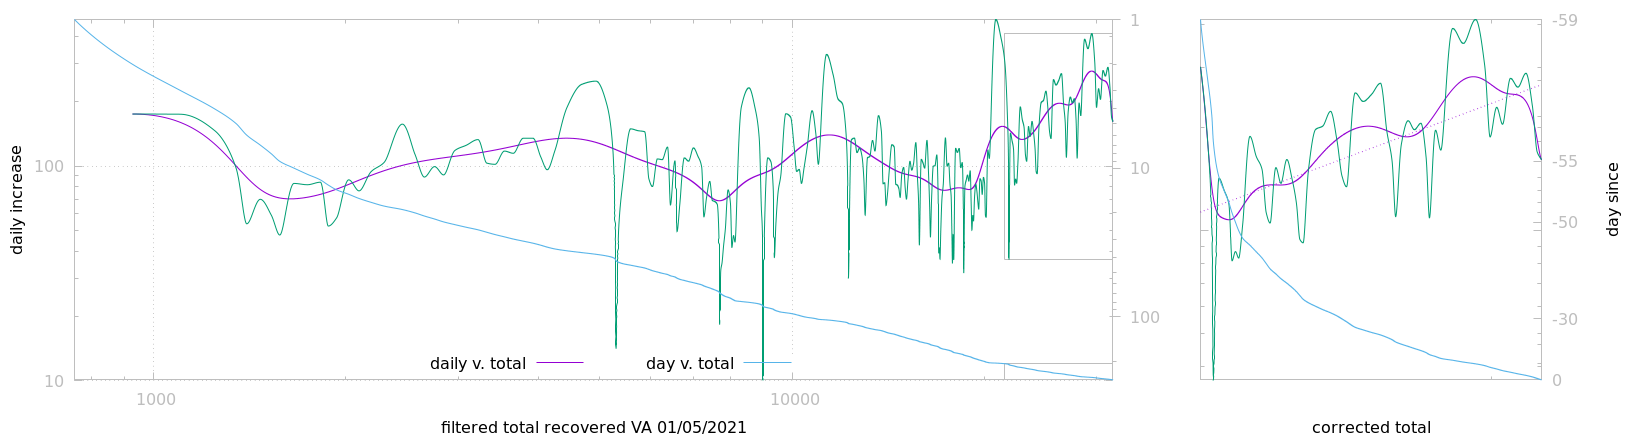 daily increase
100
10
1000
10000
filtered total recovered VA 01/05/2021
daily v. total
day v. total
1
10
100
corrected total
-59
-55
-50
-30
0
day since